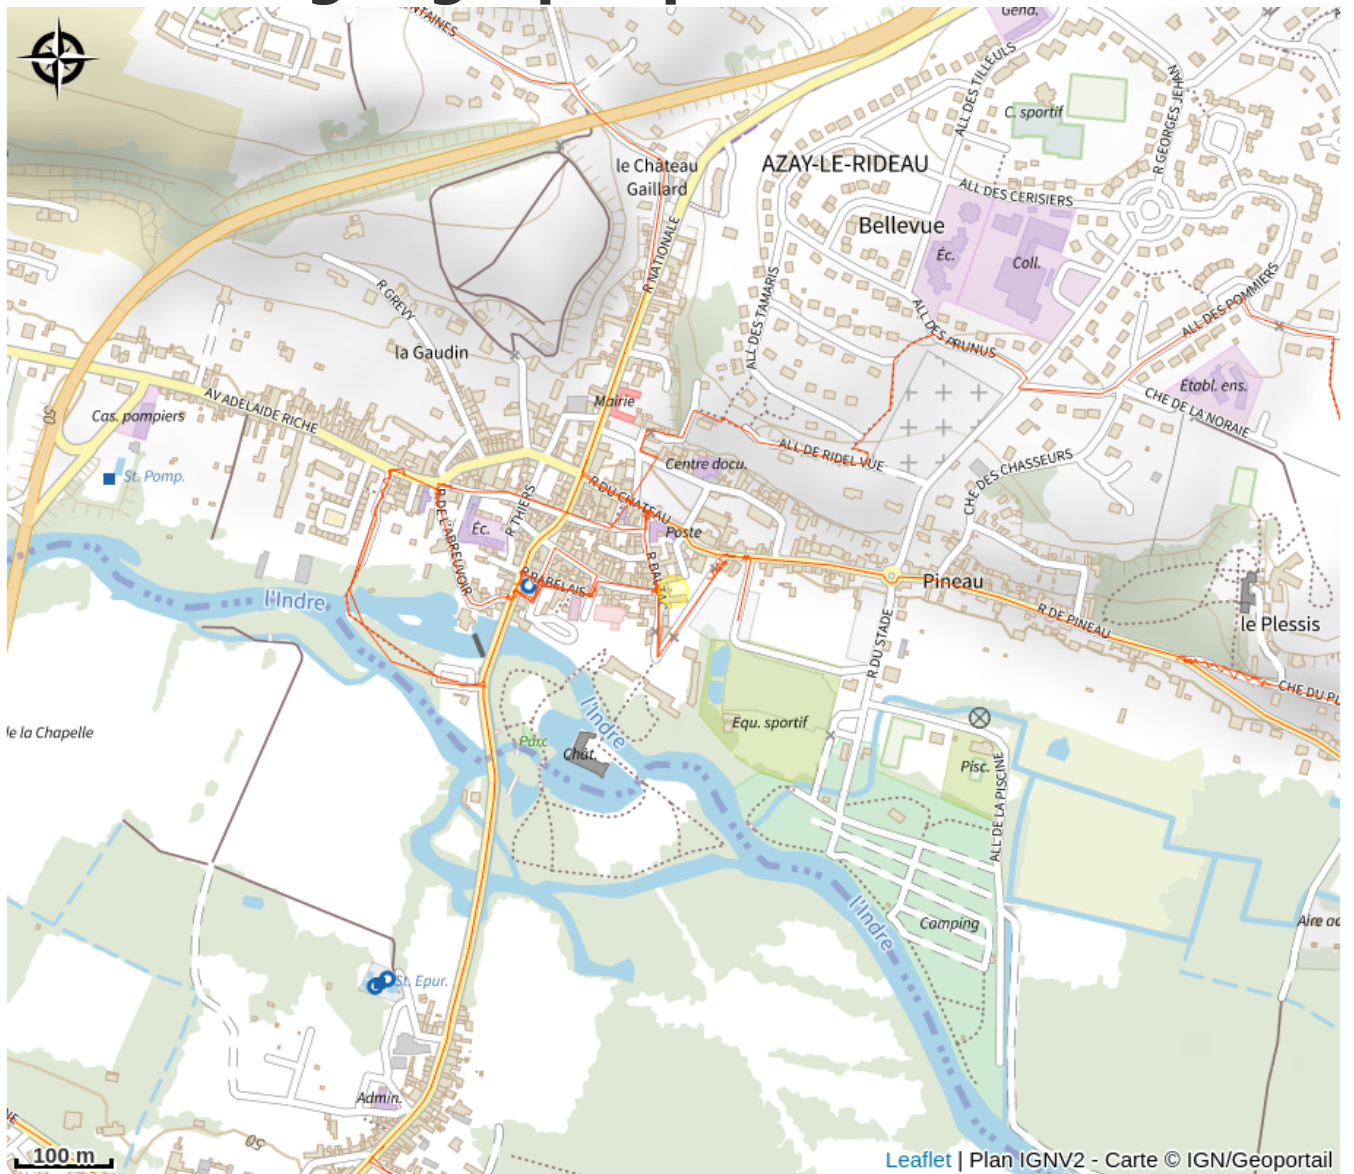 Gend.
ALL DES TILLEULS
R GEORGES JEHAN
C. sportif
le Château
Gaillard
AZAY-LE-RIDEAU
ALL DES CERISIERS
Bellevue
Éc.
Coll.
R NATIONALE
R GREVY
ALL DES TAMARIS
ALL DES POMMIERS
ALL DES PRUNUS
la Gaudin
Établ. ens.
Mairie
CHE DE LA NORAIE
50
Cas. pompiers
AV ADELAIDE RICHE
ALL DE RIDEL VUE
Centre docu.
CHE DES CHASSEURS
St. Pomp.
R DU CHATEAU
R THIERS
R DE L'ABREUVOIR
Éc.
Poste
R RABELAIS
R BALZAC
Pineau
l'Indre
R DE PINEAU
le Plessis
R DU STADE
CHE DU PL
l'Indre
Equ. sportif
de la Chapelle
Parc
Chât.
Pisc.
ALL DE LA PISCINE
l'Indre
Camping
Aire ac
St. Epur.
Admin.
NE
50
100 m
Leaflet | Plan IGNV2 - Carte © IGN/Geoportail